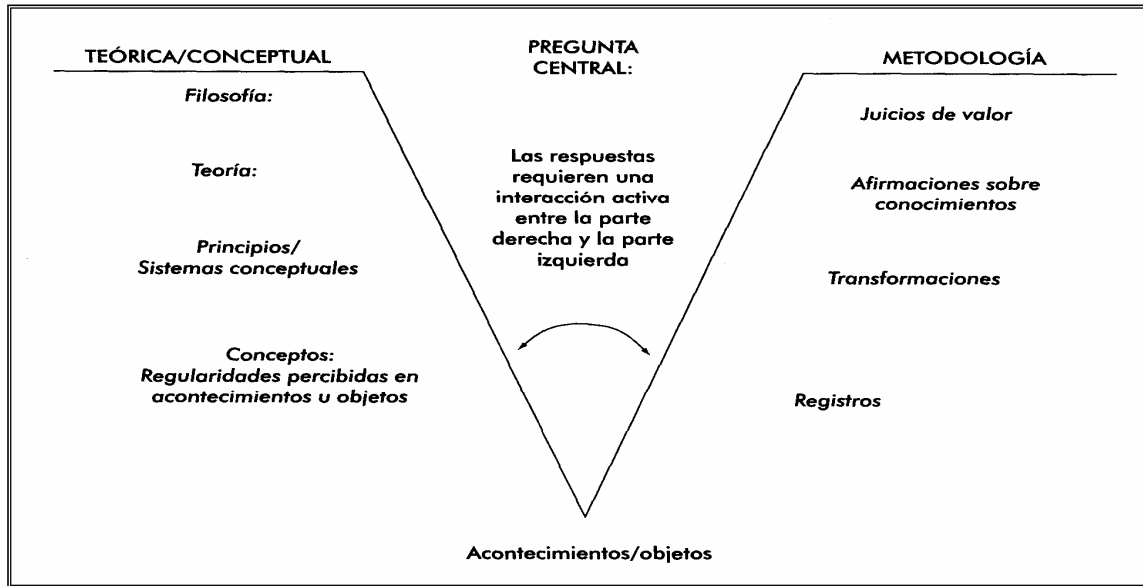 TEÓRICA/CONCEPTUAL
Filosofía:
Teoría:
Principios/
Sistemas conceptuales
Conceptos:
Regularidades percibidas en
acontecimientos u objetos
PREGUNTA
CENTRAL:
Las respuestas
requieren una
interacción activa
entre la parte
derecha y la parte
izquierda
METODOLOGÍA
Juicios de valor
Afirmaciones sobre
conocimientos
Transformaciones
Registros
Acontecimientos/objetos